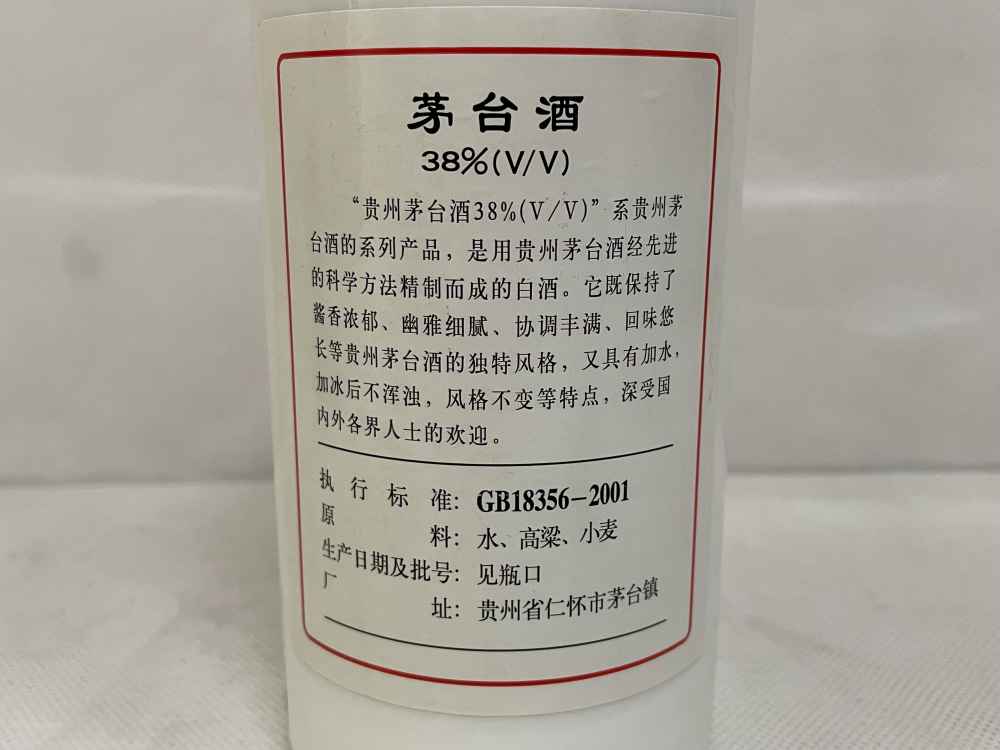 茅台酒
38%(V/V)
“贵州茅台酒38%(V/V)”系贵州茅
台酒的系列产品，是用贵州茅台酒经先进
的科学方法精制而成的白酒。它既保持了
酱香浓郁、幽雅细腻、协调丰满、回味悠
长等贵州茅台酒的独特风格，又具有加水，
加冰后不浑浊，风格不变等特点，深受国
内外各界人士的欢迎。
执行标准：GB18356-2001
原料：水、高粱、小麦
生产日期及批号：见瓶口
厂址：贵州省仁怀市茅台镇